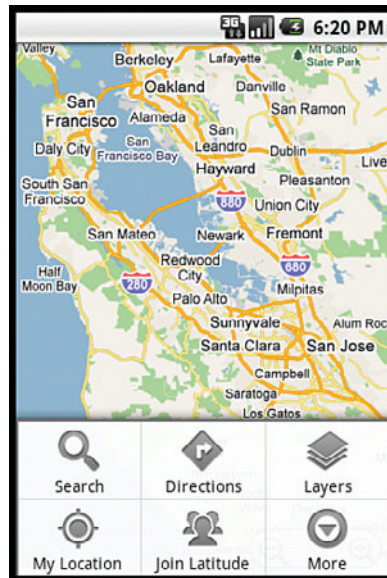 3G 6:20 PM
Valley
Berkeley
Lafayette
Mt Diablo
State Park
Oakland
Danville
San
Francisco
Alameda
San Ramon
San
Leandro
Daly City
San
Francisco Bay
Dublin
Hayward
Live
Pleasanton
South San
Francisco
880
Union City
San Mateo
Newark
Fremont
Redwood
City
680
Half
Moon Bay
280
Palo Alto
Milpitas
Sunnyvale
Alum Roc
Santa Clara
San Jose
Campbell
Saratoga
Los Gatos
Search
Directions
Layers
My Location
Join Latitude
More